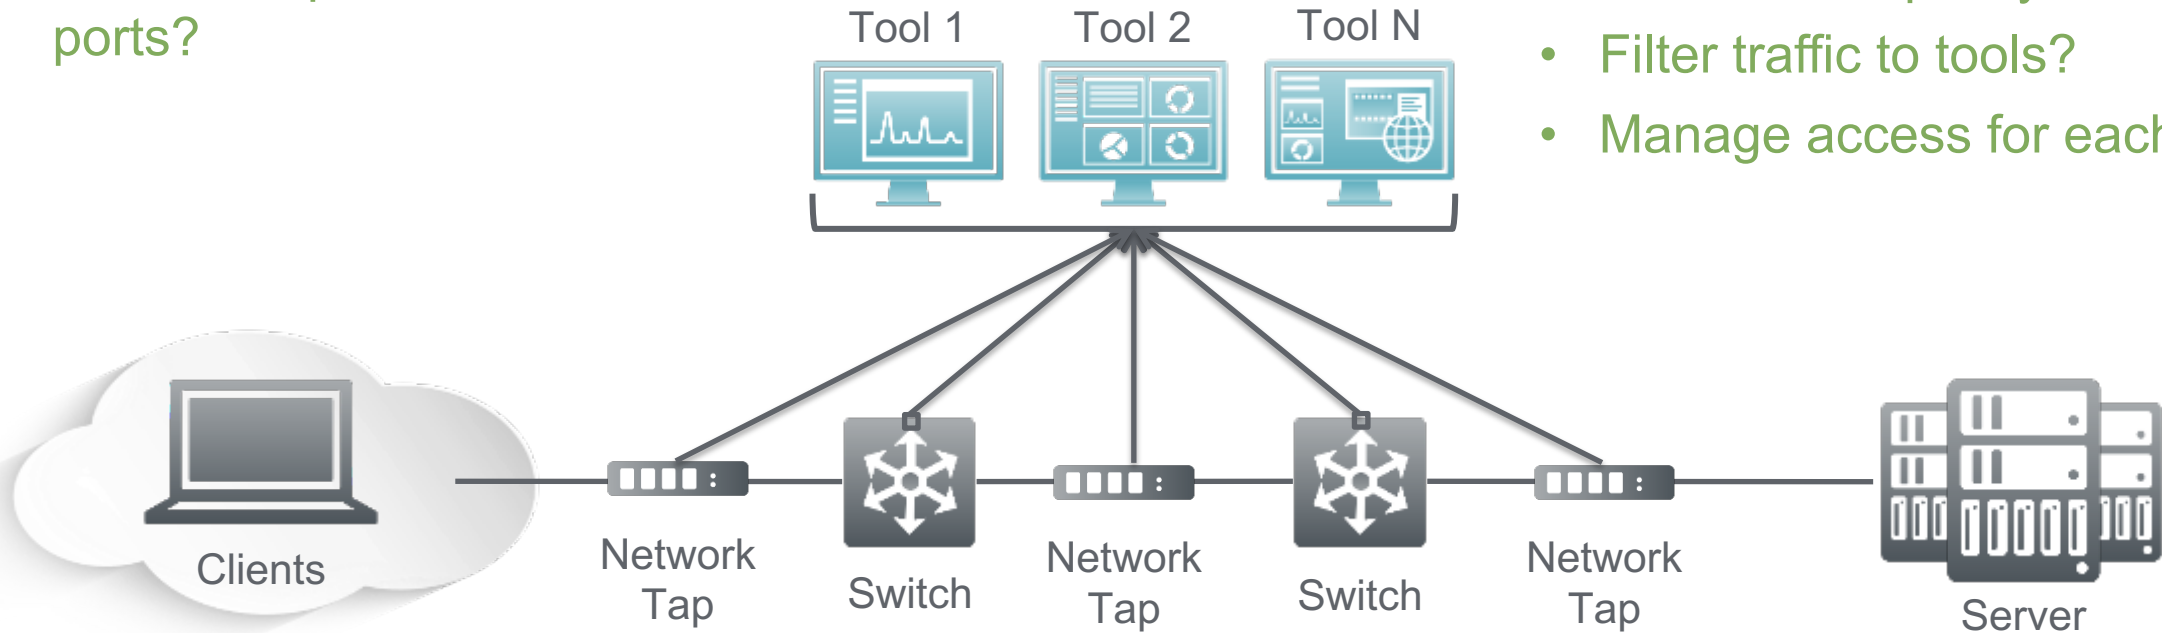 ports?
Tool 1
Tool 2
Tool N
• Filter traffic to tools?
• Manage access for each
Clients
Network
Tap
Switch
Network
Tap
Switch
Network
Tap
Server